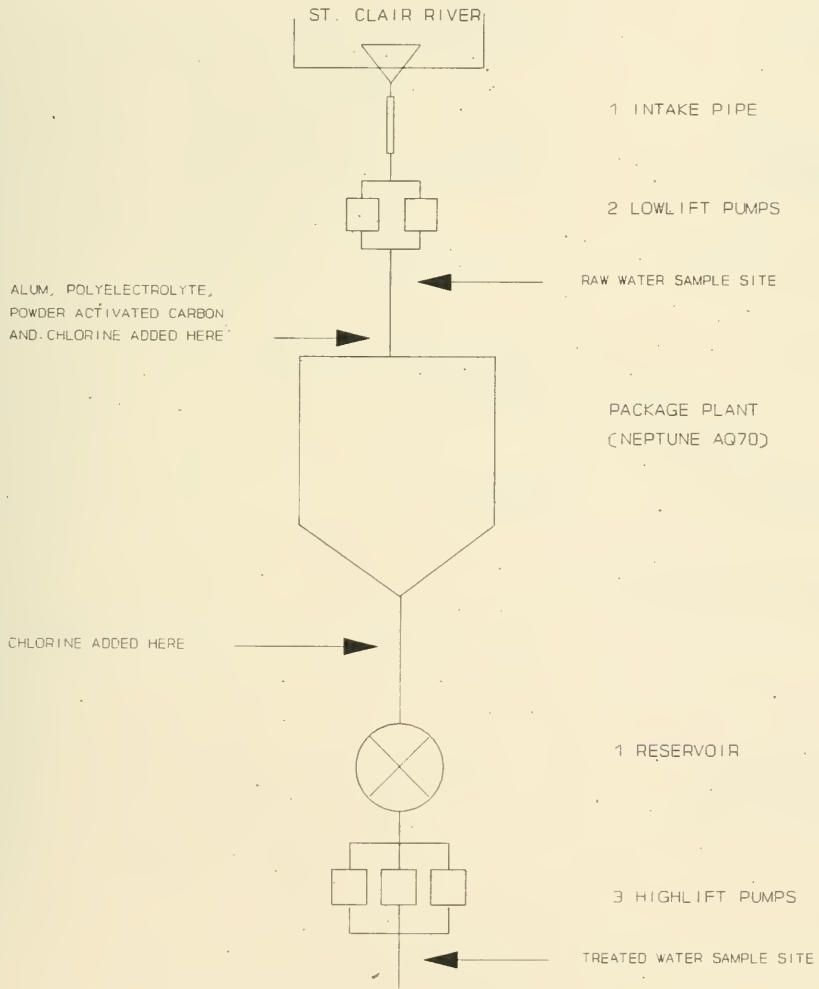 ST. CLAIR RIVER
1 INTAKE PIPE
2 LOWLIFT PUMPS
RAW WATER SAMPLE SITE
ALUM, POLYELECTROLYTE,
POWDER ACTIVATED CARBON
AND CHLORINE ADDED HERE
PACKAGE PLANT
(NEPTUNE AQ70)
CHLORINE ADDED HERE
1 RESERVOIR
3 HIGHLIFT PUMPS
TREATED WATER SAMPLE SITE